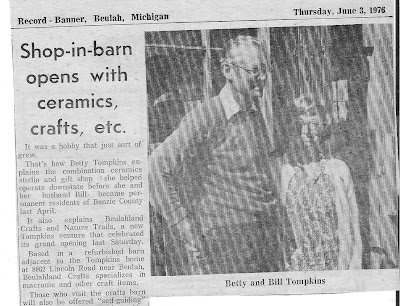 Record - Banner, Beulah, Michigan
Thursday, June 3, 1976
Shop-in-barn
opens with
ceramics,
crafts, etc.
It was a hobby that just sort of
grew.
That's how Betty Tompkins ex-
plains the combination ceramics
studio and gift shop she helped
operate downstate before she and
her husband Bill became per-
manent residents of Benzie County
last April.
It also explains Beulahland
Crafts and Nature Trails, a new
Tompkins venture that celebrated
its grand opening last Saturday.
Based in a refurbished barn
adjacent to the Tompkins home
at 8062 Lincoln Road near Beulah,
Beulahland Crafts specializes in
macrame and other craft items.
Those who visit the crafts barn
will also be offered "self-guiding"
Betty and Bill Tompkins